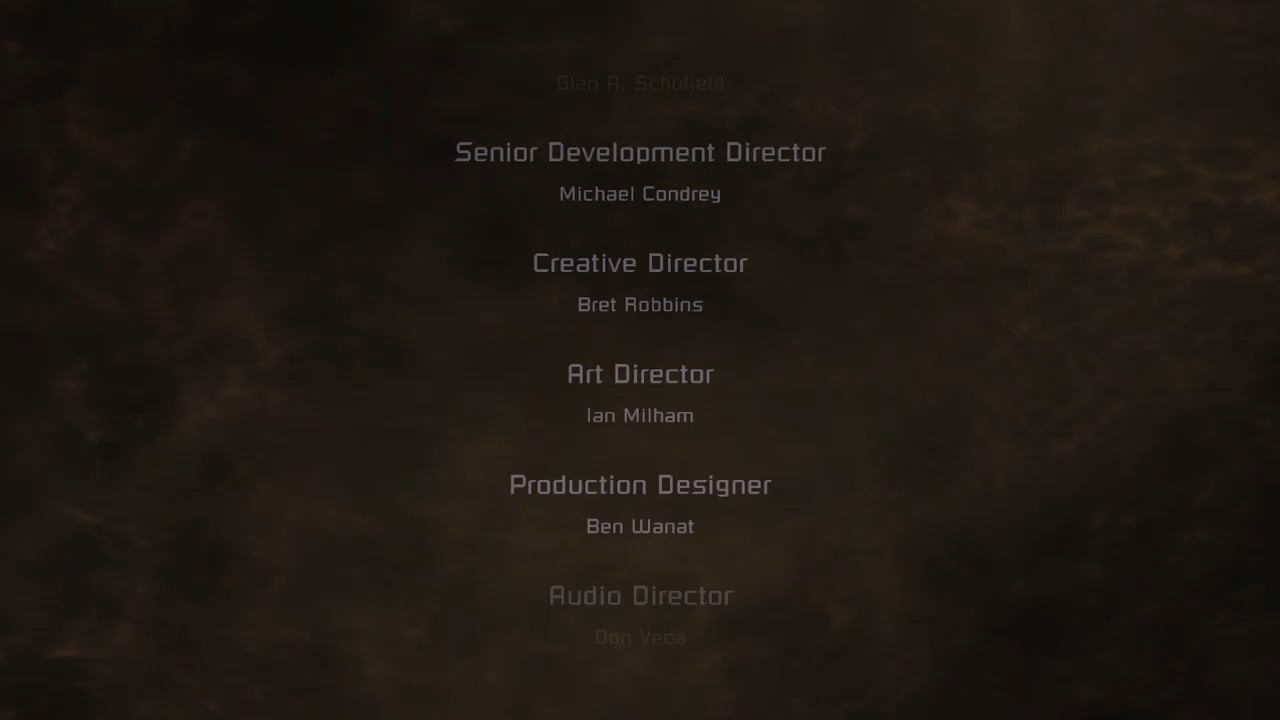 Glen A. Schofield
Senior Development Director
Michael Condrey
Creative Director
Bret Robbins
Art Director
Ian Milham
Production Designer
Ben Wanat
Audio Director
Don Veca